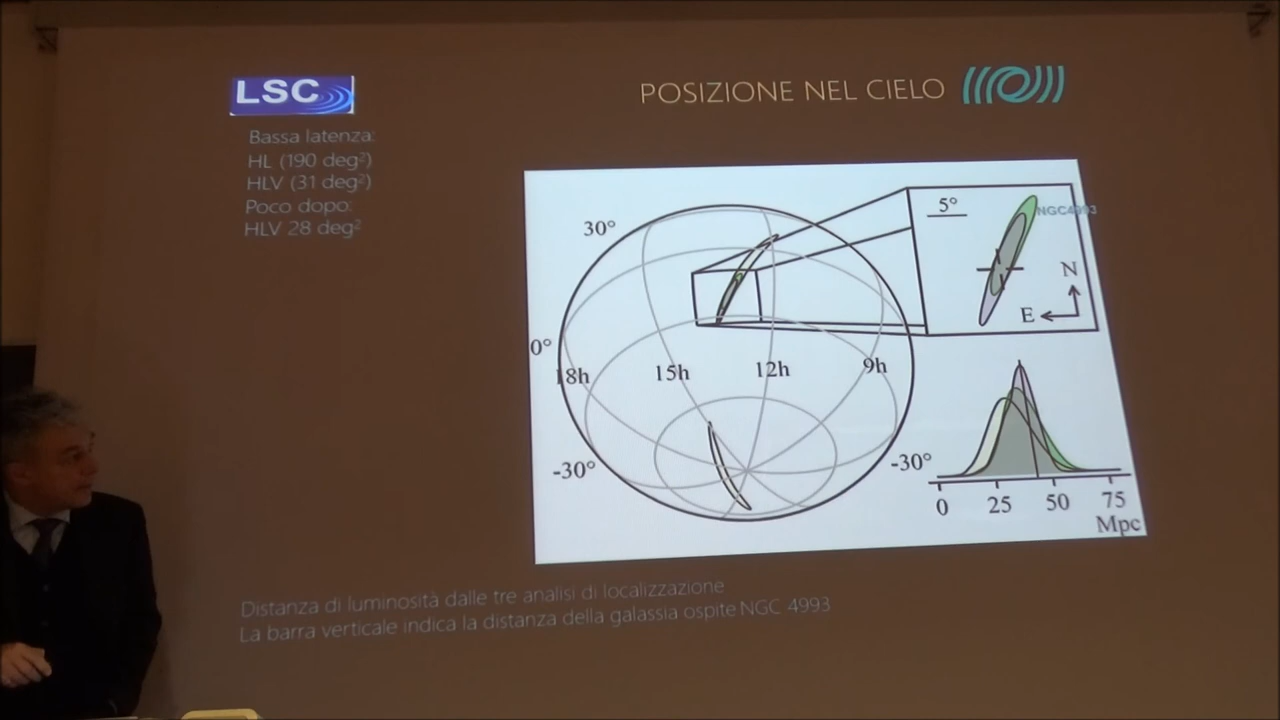 LSC
POSIZIONE NEL CIELO
Bassa latenza:
HL (190 deg²)
HLV (31 deg²)
Poco dopo:
HLV 28 deg²
30°
0°
18h
15h
12h
9h
-30°
-30°
5°
NGC4993
N
E
0 25 50 75
Mpc
Distanza di luminosità dalle tre analisi di localizzazione
La barra verticale indica la distanza della galassia ospite NGC 4993